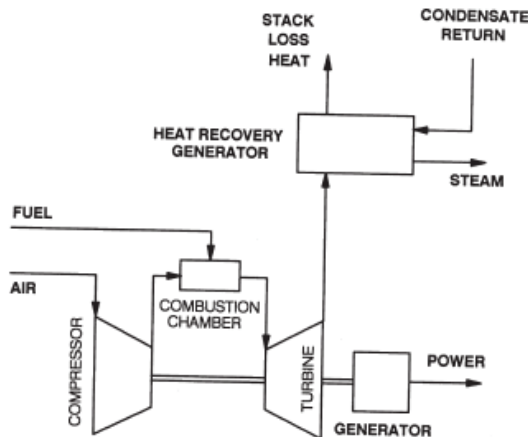 STACK
LOSS
HEAT
CONDENSATE
RETURN
HEAT RECOVERY
GENERATOR
STEAM
FUEL
AIR
COMBUSTION
CHAMBER
COMPRESSOR
TURBINE
POWER
GENERATOR